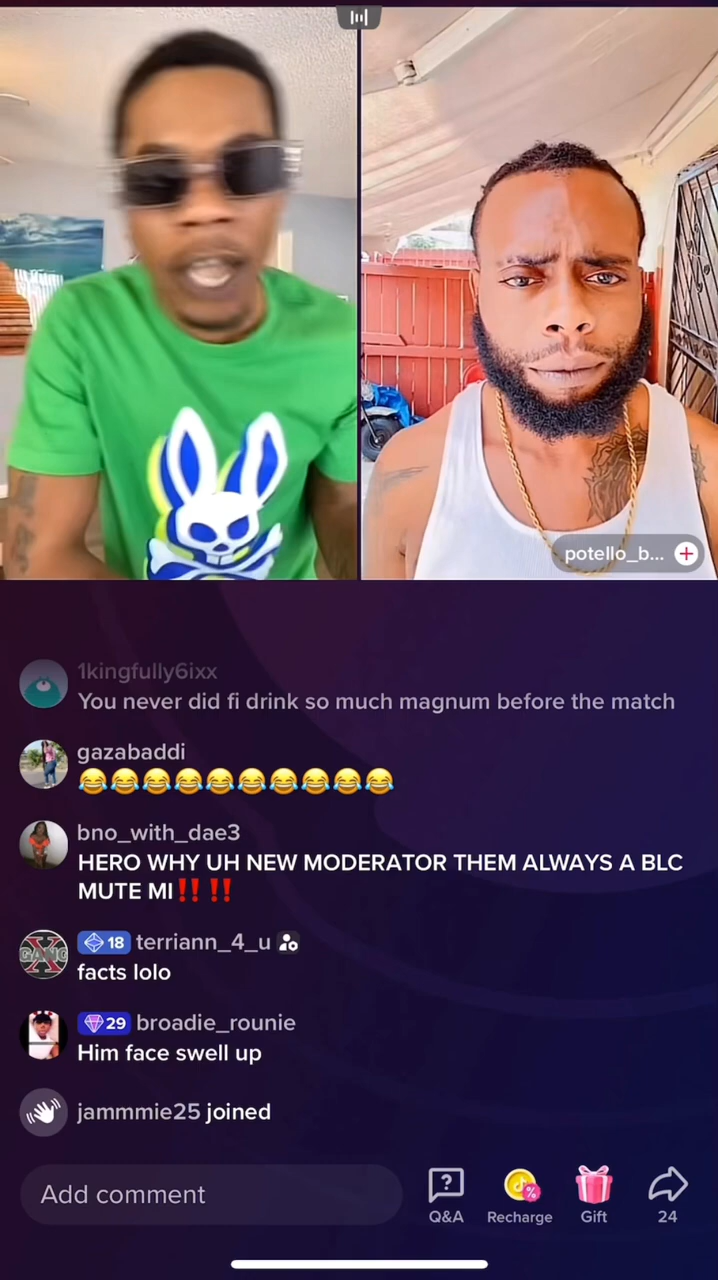 potello_b...
1kingfully6ixx
You never did fi drink so much magnum before the match
gazabaddi
😂😂😂😂😂😂😂😂😂😂
bno_with_dae3
HERO WHY UH NEW MODERATOR THEM ALWAYS A BLC
MUTE MI‼️ ‼️
18 terriann_4_u
facts lolo
29 broadie_rounie
Him face swell up
jammmie25 joined
Add comment
Q&A
Recharge
Gift
24
GANG
X